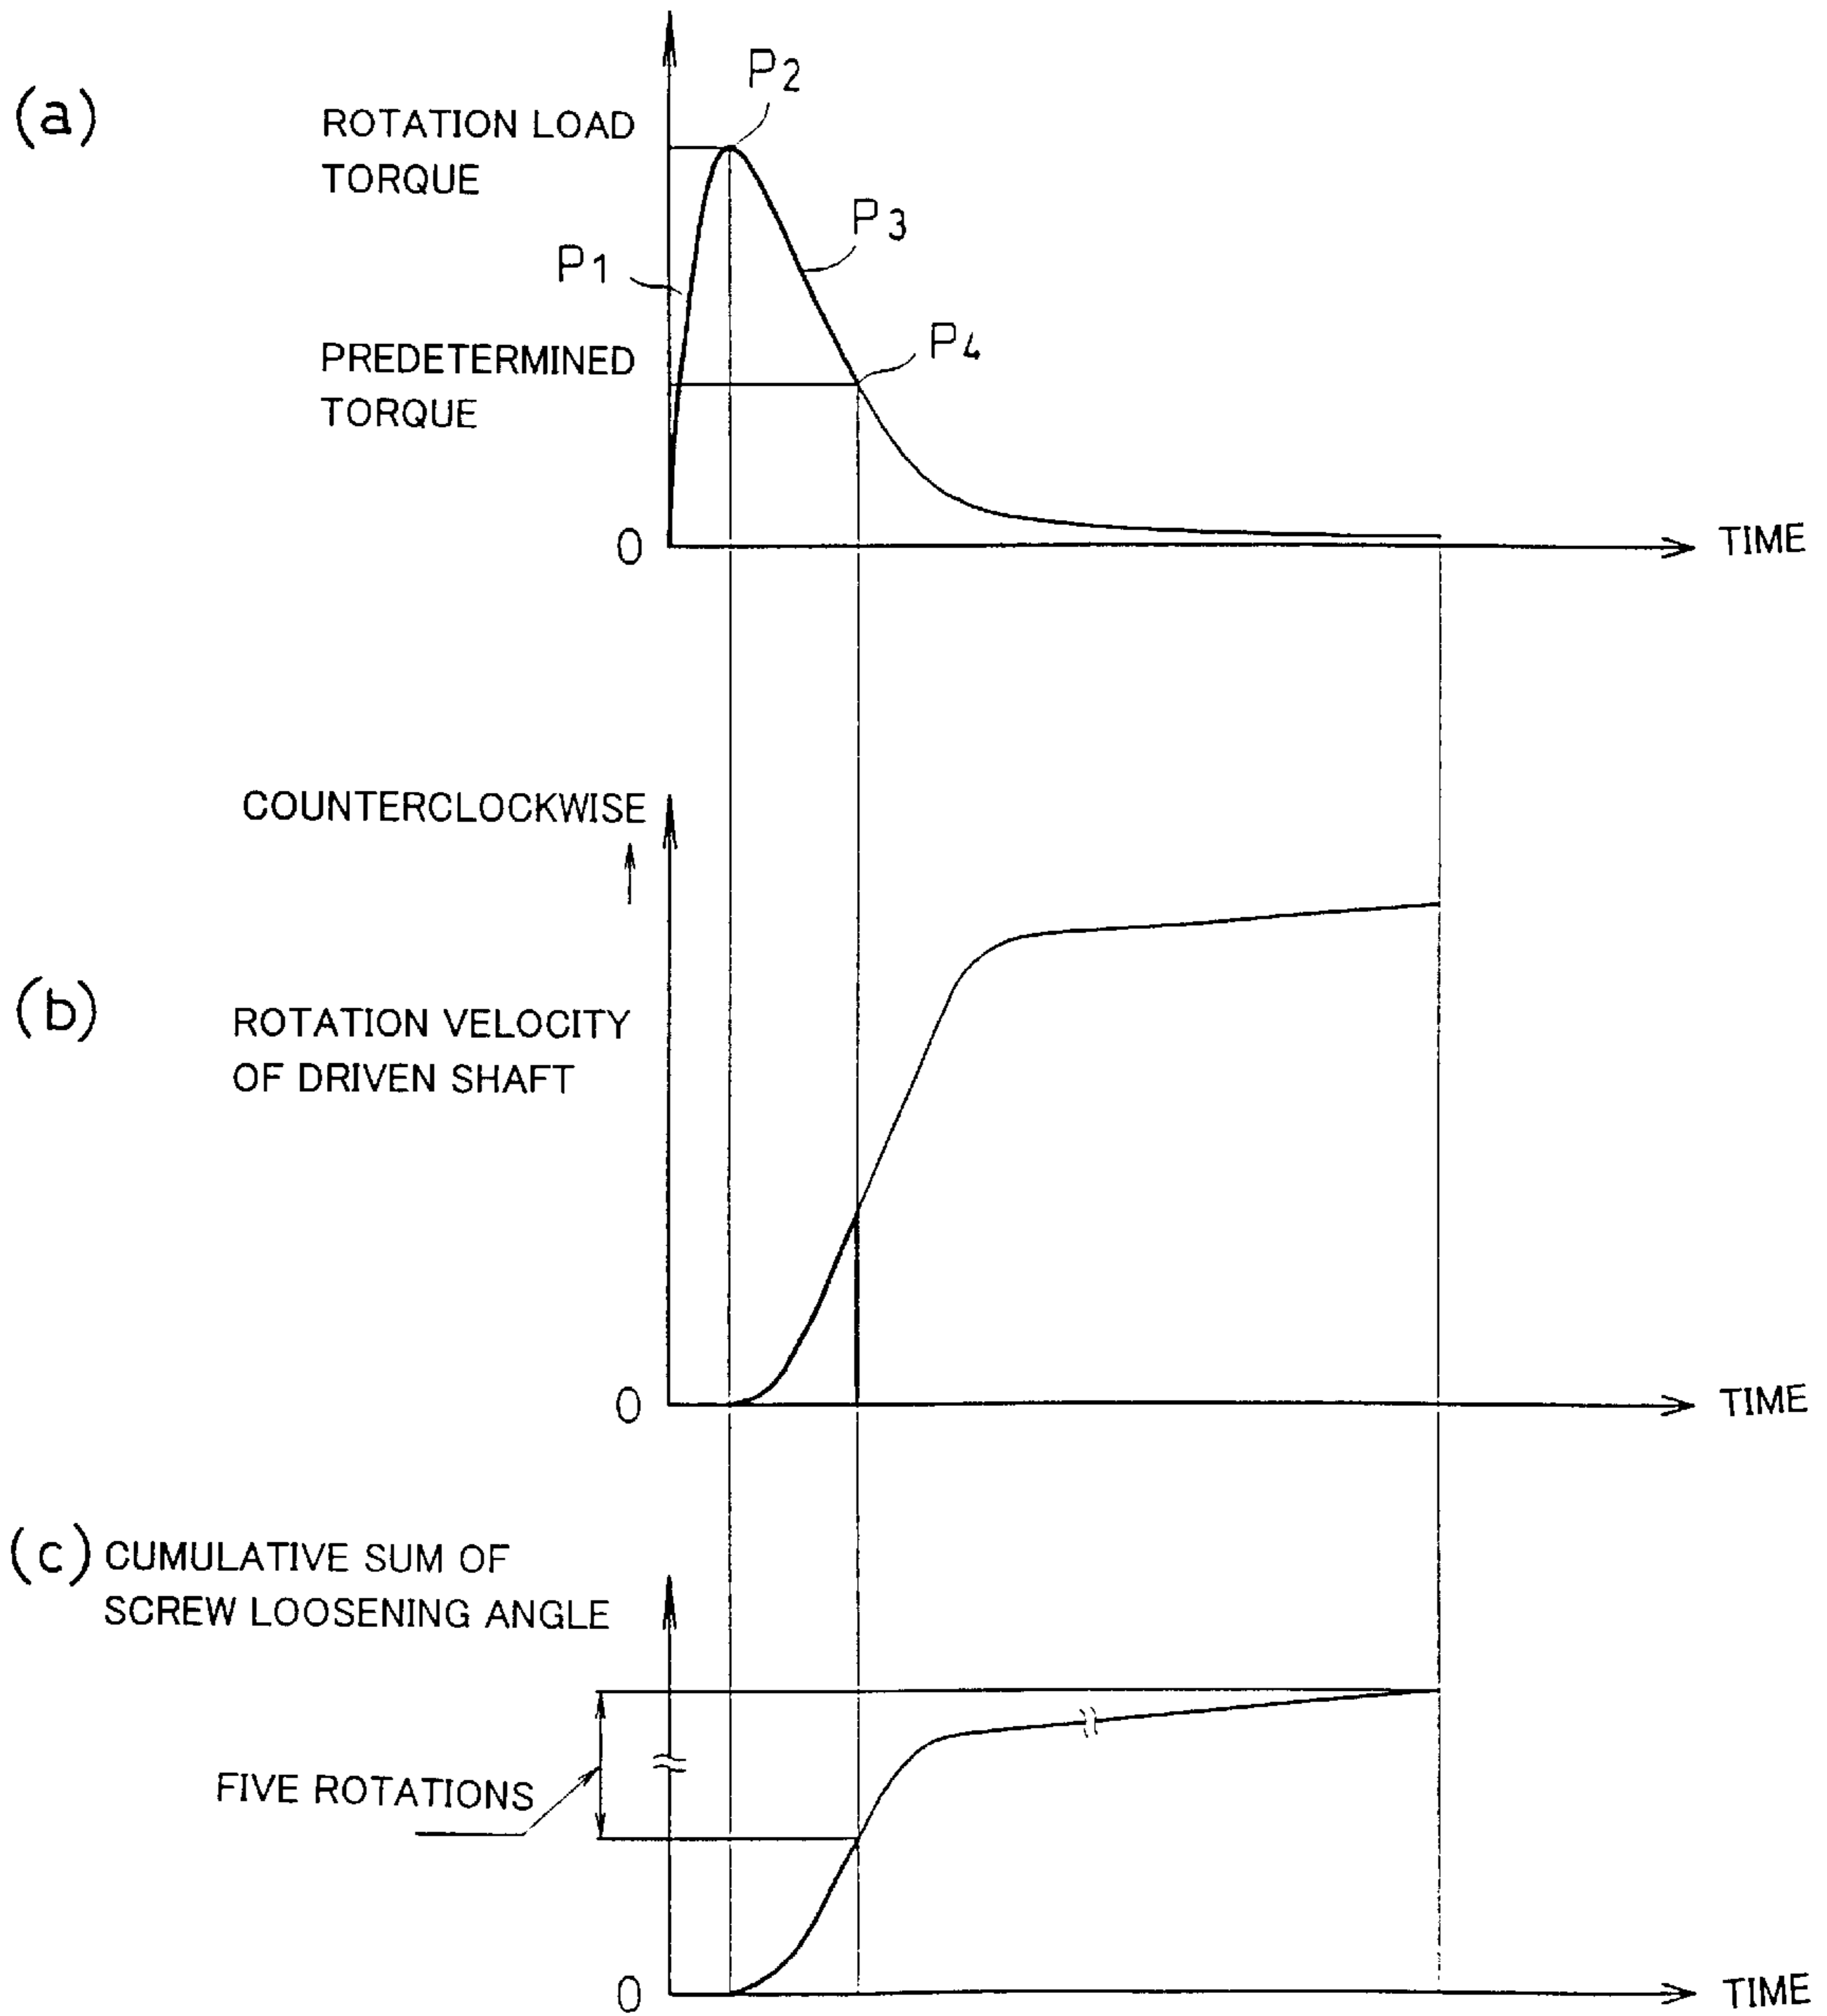 (a)
P2
ROTATION LOAD
TORQUE
P3
P1
P4
PREDETERMINED
TORQUE
0
TIME
COUNTERCLOCKWISE
(b)
ROTATION VELOCITY
OF DRIVEN SHAFT
0
TIME
(c) CUMULATIVE SUM OF
SCREW LOOSENING ANGLE
FIVE ROTATIONS
0
TIME